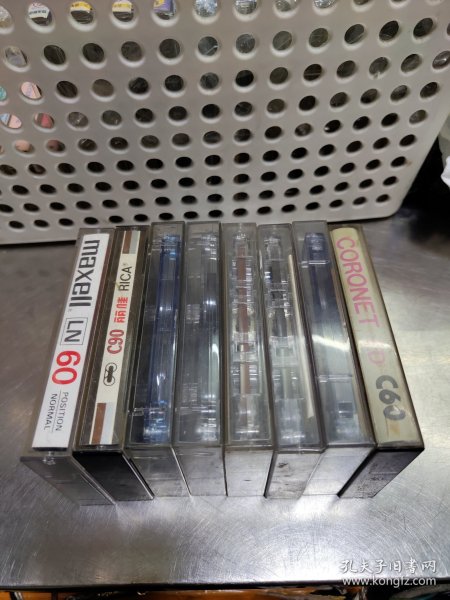 maxell
LN 60
POSITION
NORMAL
C90 丽佳 RICA
CORONET
C60
孔夫子旧书网
www.kongfz.com